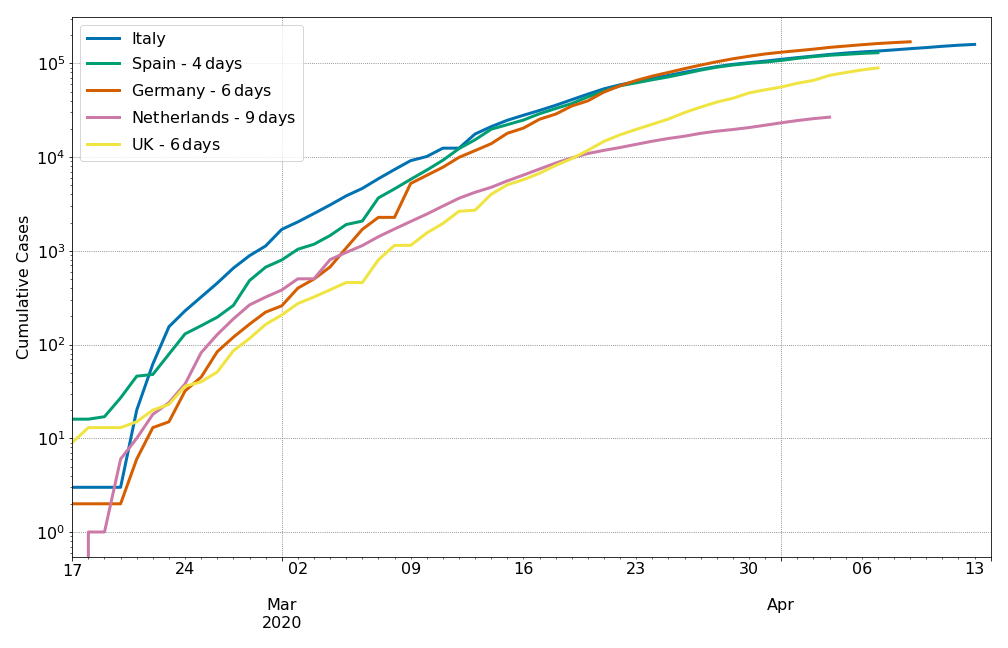 Italy
Spain - 4 days
Germany - 6 days
Netherlands - 9 days
UK - 6 days
Cumulative Cases
10^5
10^4
10^3
10^2
10^1
10^0
17 24 02 09 16 23 30 06 13
Mar Apr
2020